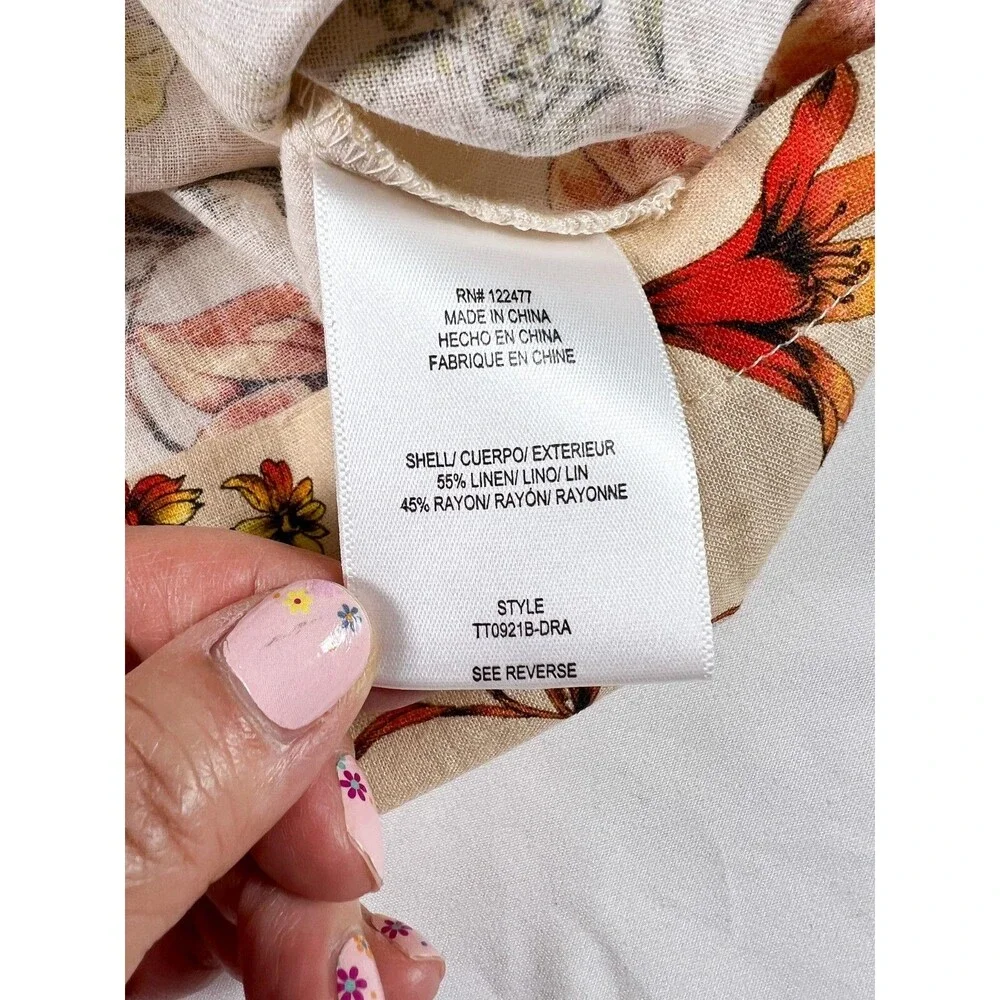 RN# 122477
MADE IN CHINA
HECHO EN CHINA
FABRIQUE EN CHINE
SHELL/ CUERPO/ EXTERIEUR
55% LINEN/ LINO/ LIN
45% RAYON/ RAYÓN/ RAYONNE
STYLE
TT0921B-DRA
SEE REVERSE